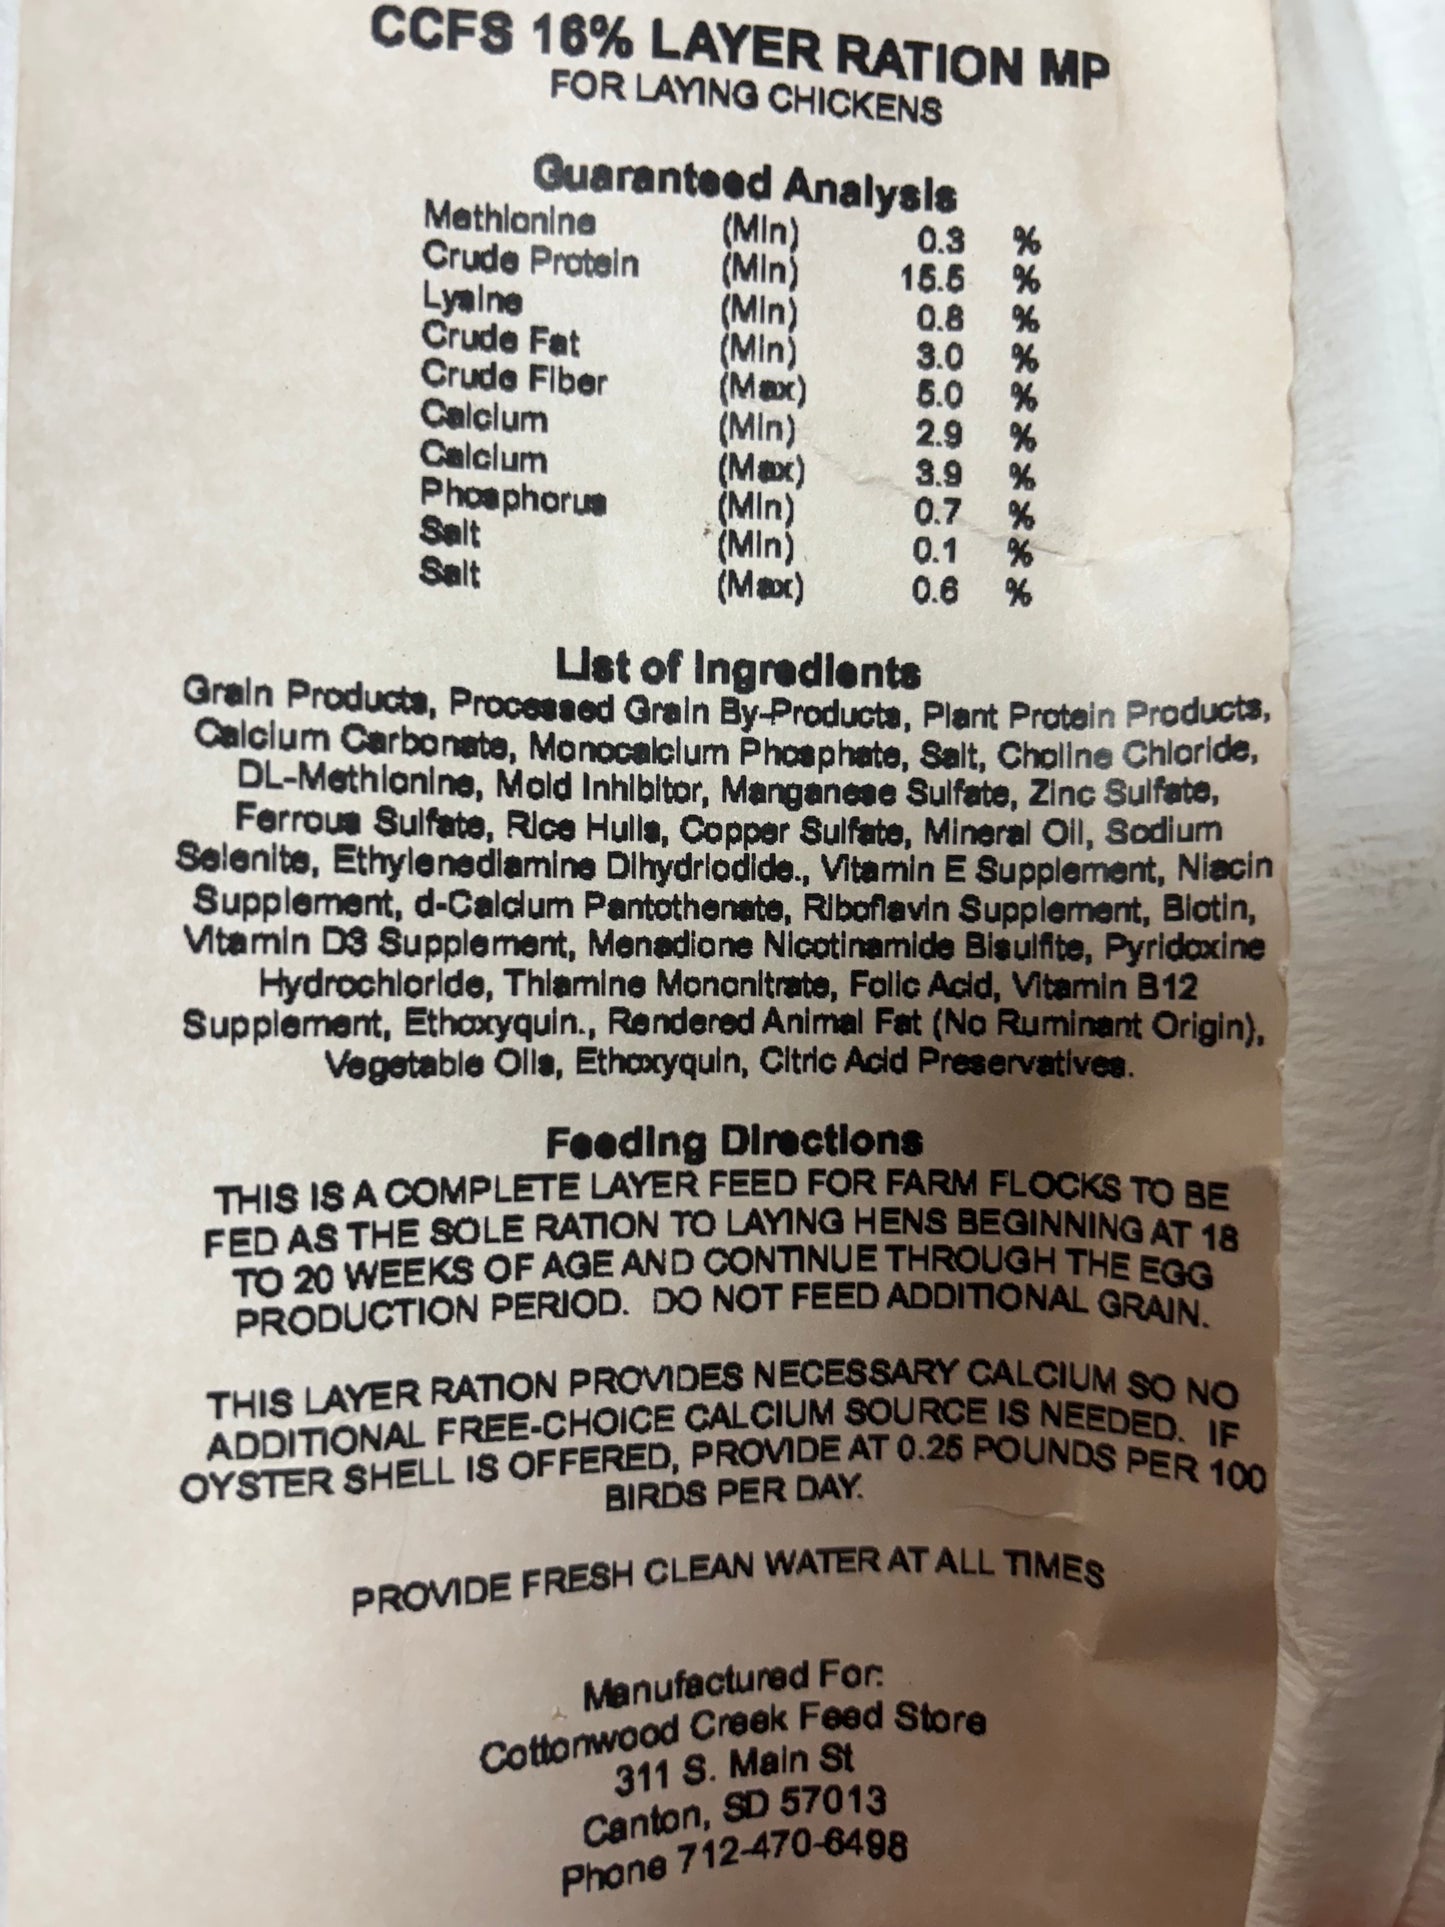 CCFS 16% LAYER RATION MP
FOR LAYING CHICKENS
Guaranteed Analysis
Methionine (Min) 0.3 %
Crude Protein (Min) 15.5 %
Lysine (Min) 0.8 %
Crude Fat (Min) 3.0 %
Crude Fiber (Max) 5.0 %
Calcium (Min) 2.9 %
Calcium (Max) 3.9 %
Phosphorus (Min) 0.7 %
Salt (Min) 0.1 %
Salt (Max) 0.6 %
List of Ingredients
Grain Products, Processed Grain By-Products, Plant Protein Products,
Calcium Carbonate, Monocalcium Phosphate, Salt, Choline Chloride,
DL-Methionine, Mold Inhibitor, Manganese Sulfate, Zinc Sulfate,
Ferrous Sulfate, Rice Hulls, Copper Sulfate, Mineral Oil, Sodium
Selenite, Ethylenediamine Dihydriodide., Vitamin E Supplement, Niacin
Supplement, d-Calcium Pantothenate, Riboflavin Supplement, Biotin,
Vitamin D3 Supplement, Menadione Nicotinamide Bisulfite, Pyridoxine
Hydrochloride, Thiamine Mononitrate, Folic Acid, Vitamin B12
Supplement, Ethoxyquin., Rendered Animal Fat (No Ruminant Origin),
Vegetable Oils, Ethoxyquin, Citric Acid Preservatives.
Feeding Directions
THIS IS A COMPLETE LAYER FEED FOR FARM FLOCKS TO BE
FED AS THE SOLE RATION TO LAYING HENS BEGINNING AT 18
TO 20 WEEKS OF AGE AND CONTINUE THROUGH THE EGG
PRODUCTION PERIOD. DO NOT FEED ADDITIONAL GRAIN.
THIS LAYER RATION PROVIDES NECESSARY CALCIUM SO NO
ADDITIONAL FREE-CHOICE CALCIUM SOURCE IS NEEDED. IF
OYSTER SHELL IS OFFERED, PROVIDE AT 0.25 POUNDS PER 100
BIRDS PER DAY.
PROVIDE FRESH CLEAN WATER AT ALL TIMES
Manufactured For:
Cottonwood Creek Feed Store
311 S. Main St
Canton, SD 57013
Phone 712-470-6498